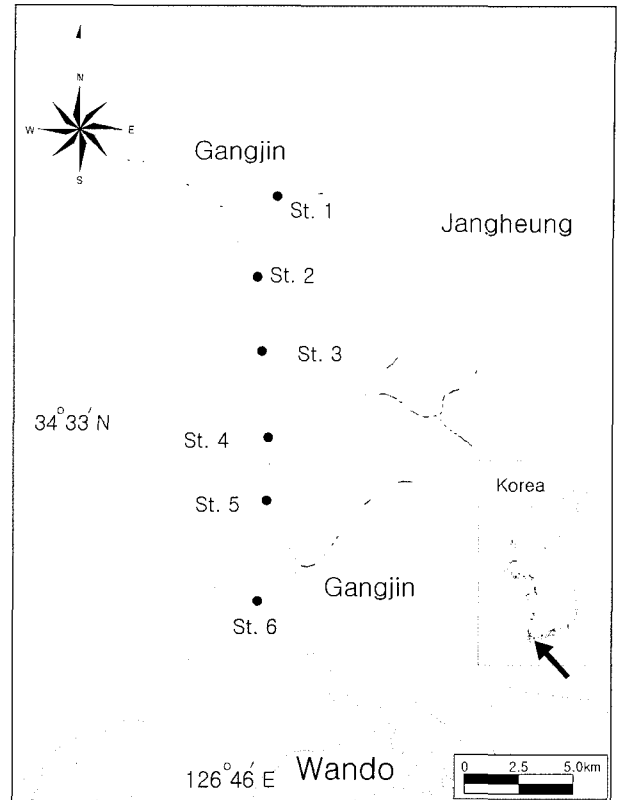 N
W E
S
Gangjin
St. 1
Jangheung
St. 2
St. 3
34°33′ N
St. 4
Korea
St. 5
Gangjin
St. 6
126°46′ E
Wando
0 2.5 5.0km